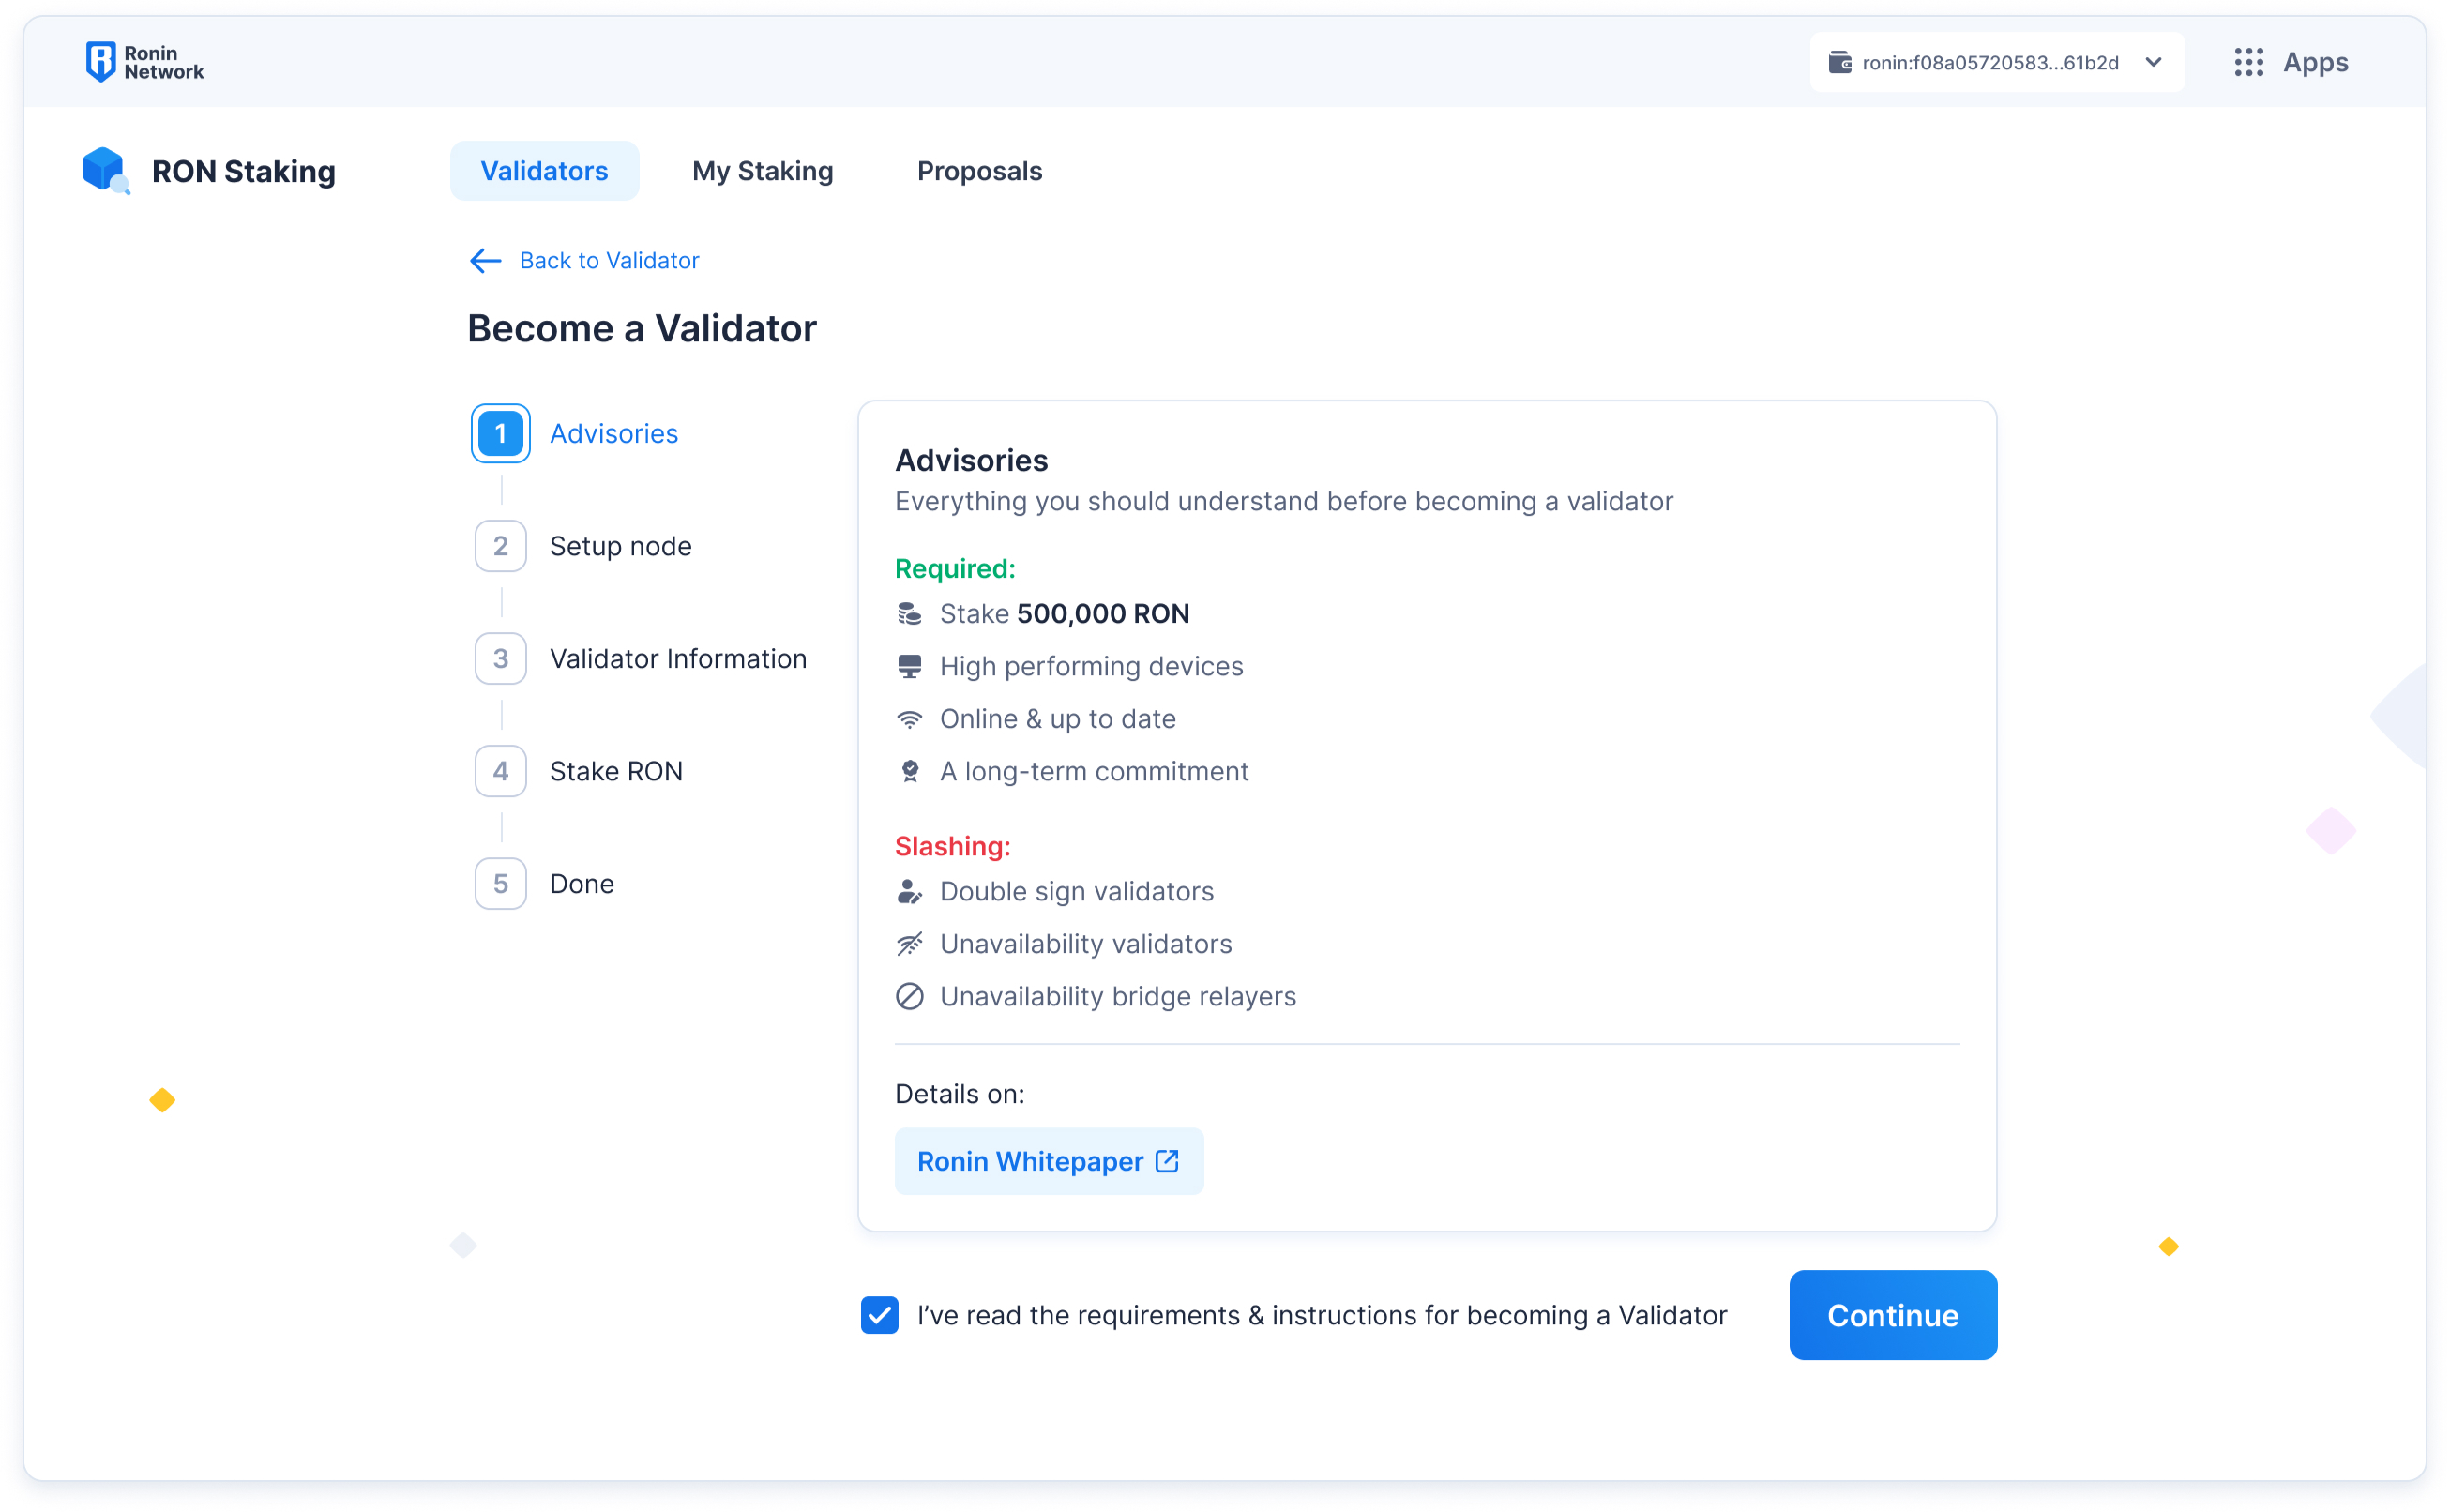 Ronin
Network
ronin:f08a05720583...61b2d
Apps
RON Staking
Validators
My Staking
Proposals
Back to Validator
Become a Validator
1 Advisories
2 Setup node
3 Validator Information
4 Stake RON
5 Done
Advisories
Everything you should understand before becoming a validator
Required:
Stake 500,000 RON
High performing devices
Online & up to date
A long-term commitment
Slashing:
Double sign validators
Unavailability validators
Unavailability bridge relayers
Details on:
Ronin Whitepaper
I’ve read the requirements & instructions for becoming a Validator
Continue